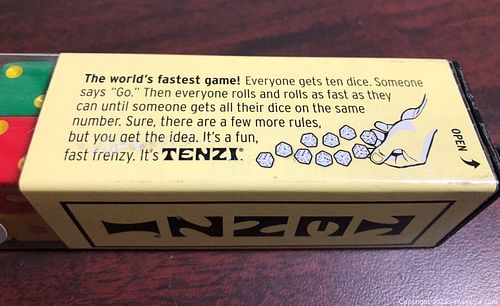 The world's fastest game! Everyone gets ten dice. Someone
says "Go." Then everyone rolls and rolls as fast as they
can until someone gets all their dice on the same
number. Sure, there are a few more rules,
but you get the idea. It's a fun,
fast frenzy. It's TENZI®.
OPEN
TENZI